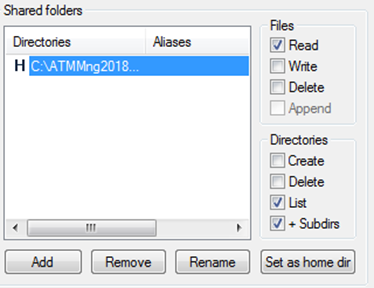 Shared folders
Directories Aliases
H C:\ATMMng2018...
Files
Read
Write
Delete
Append
Directories
Create
Delete
List
+ Subdirs
Add Remove Rename Set as home dir